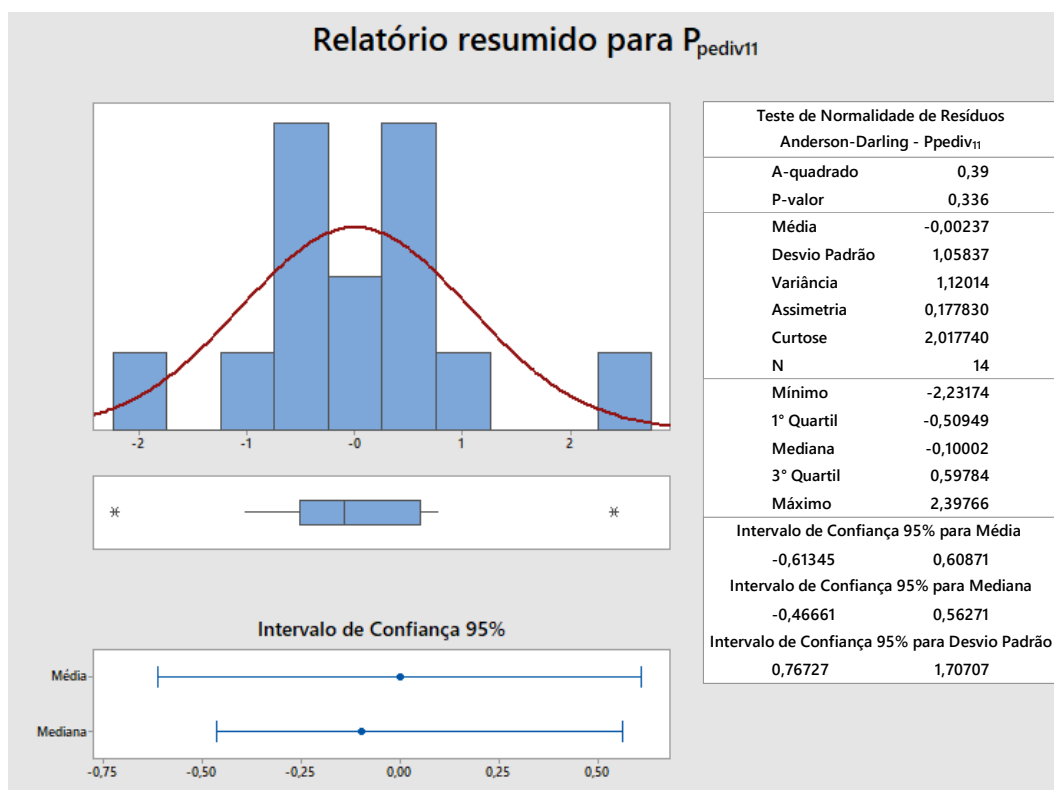 Relatório resumido para Ppediv11
-2 -1 -0 1 2
Intervalo de Confiança 95%
Média
Mediana
-0,75 -0,50 -0,25 0,00 0,25 0,50
Teste de Normalidade de Resíduos
Anderson-Darling - Ppediv₁₁
A-quadrado 0,39
P-valor 0,336
Média -0,00237
Desvio Padrão 1,05837
Variância 1,12014
Assimetria 0,177830
Curtose 2,017740
N 14
Mínimo -2,23174
1° Quartil -0,50949
Mediana -0,10002
3° Quartil 0,59784
Máximo 2,39766
Intervalo de Confiança 95% para Média
-0,61345 0,60871
Intervalo de Confiança 95% para Mediana
-0,46661 0,56271
Intervalo de Confiança 95% para Desvio Padrão
0,76727 1,70707